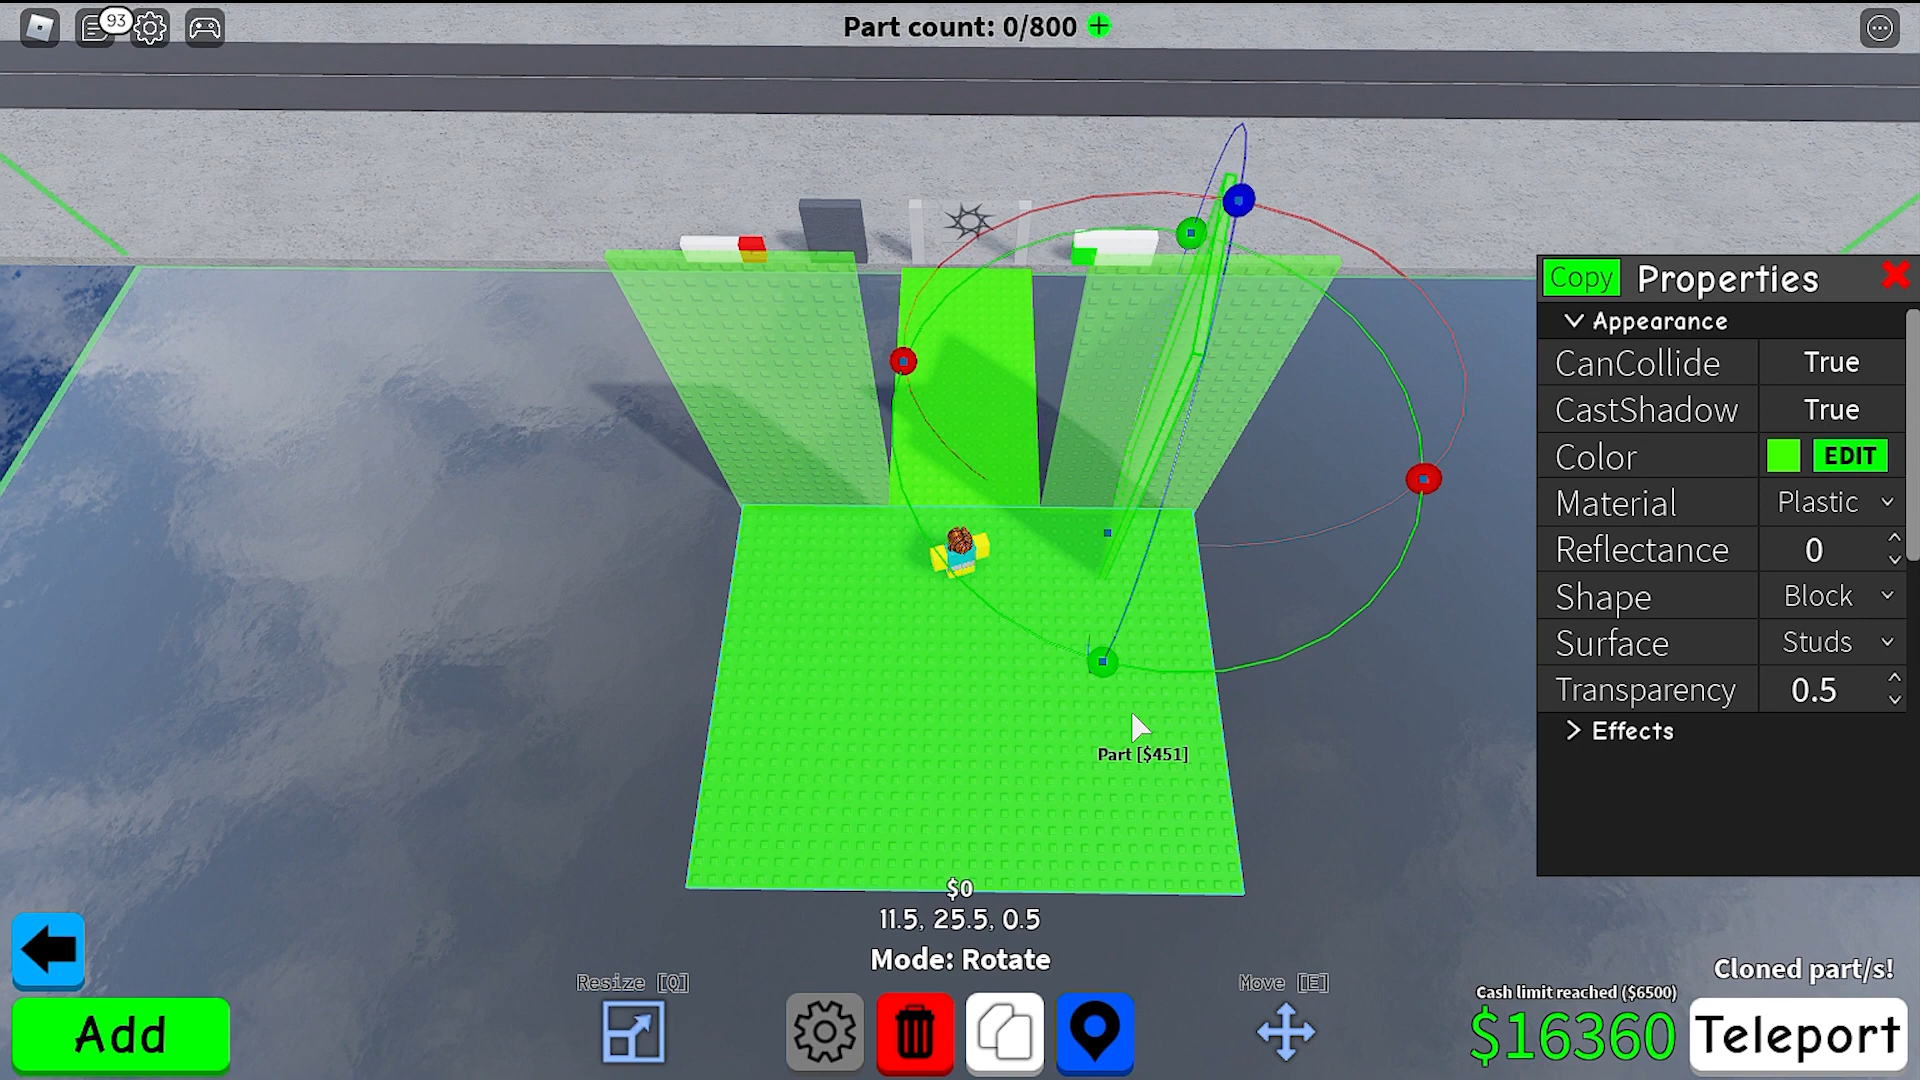 93
Part count: 0/800 +
Copy Properties
Appearance
CanCollide True
CastShadow True
Color EDIT
Material Plastic
Reflectance 0
Shape Block
Surface Studs
Transparency 0.5
Effects
Part [$451]
$0
11.5, 25.5, 0.5
Mode: Rotate
Resize [Q]
Move [E]
Cloned part/s!
Cash limit reached ($6500)
$16360
Teleport
Add